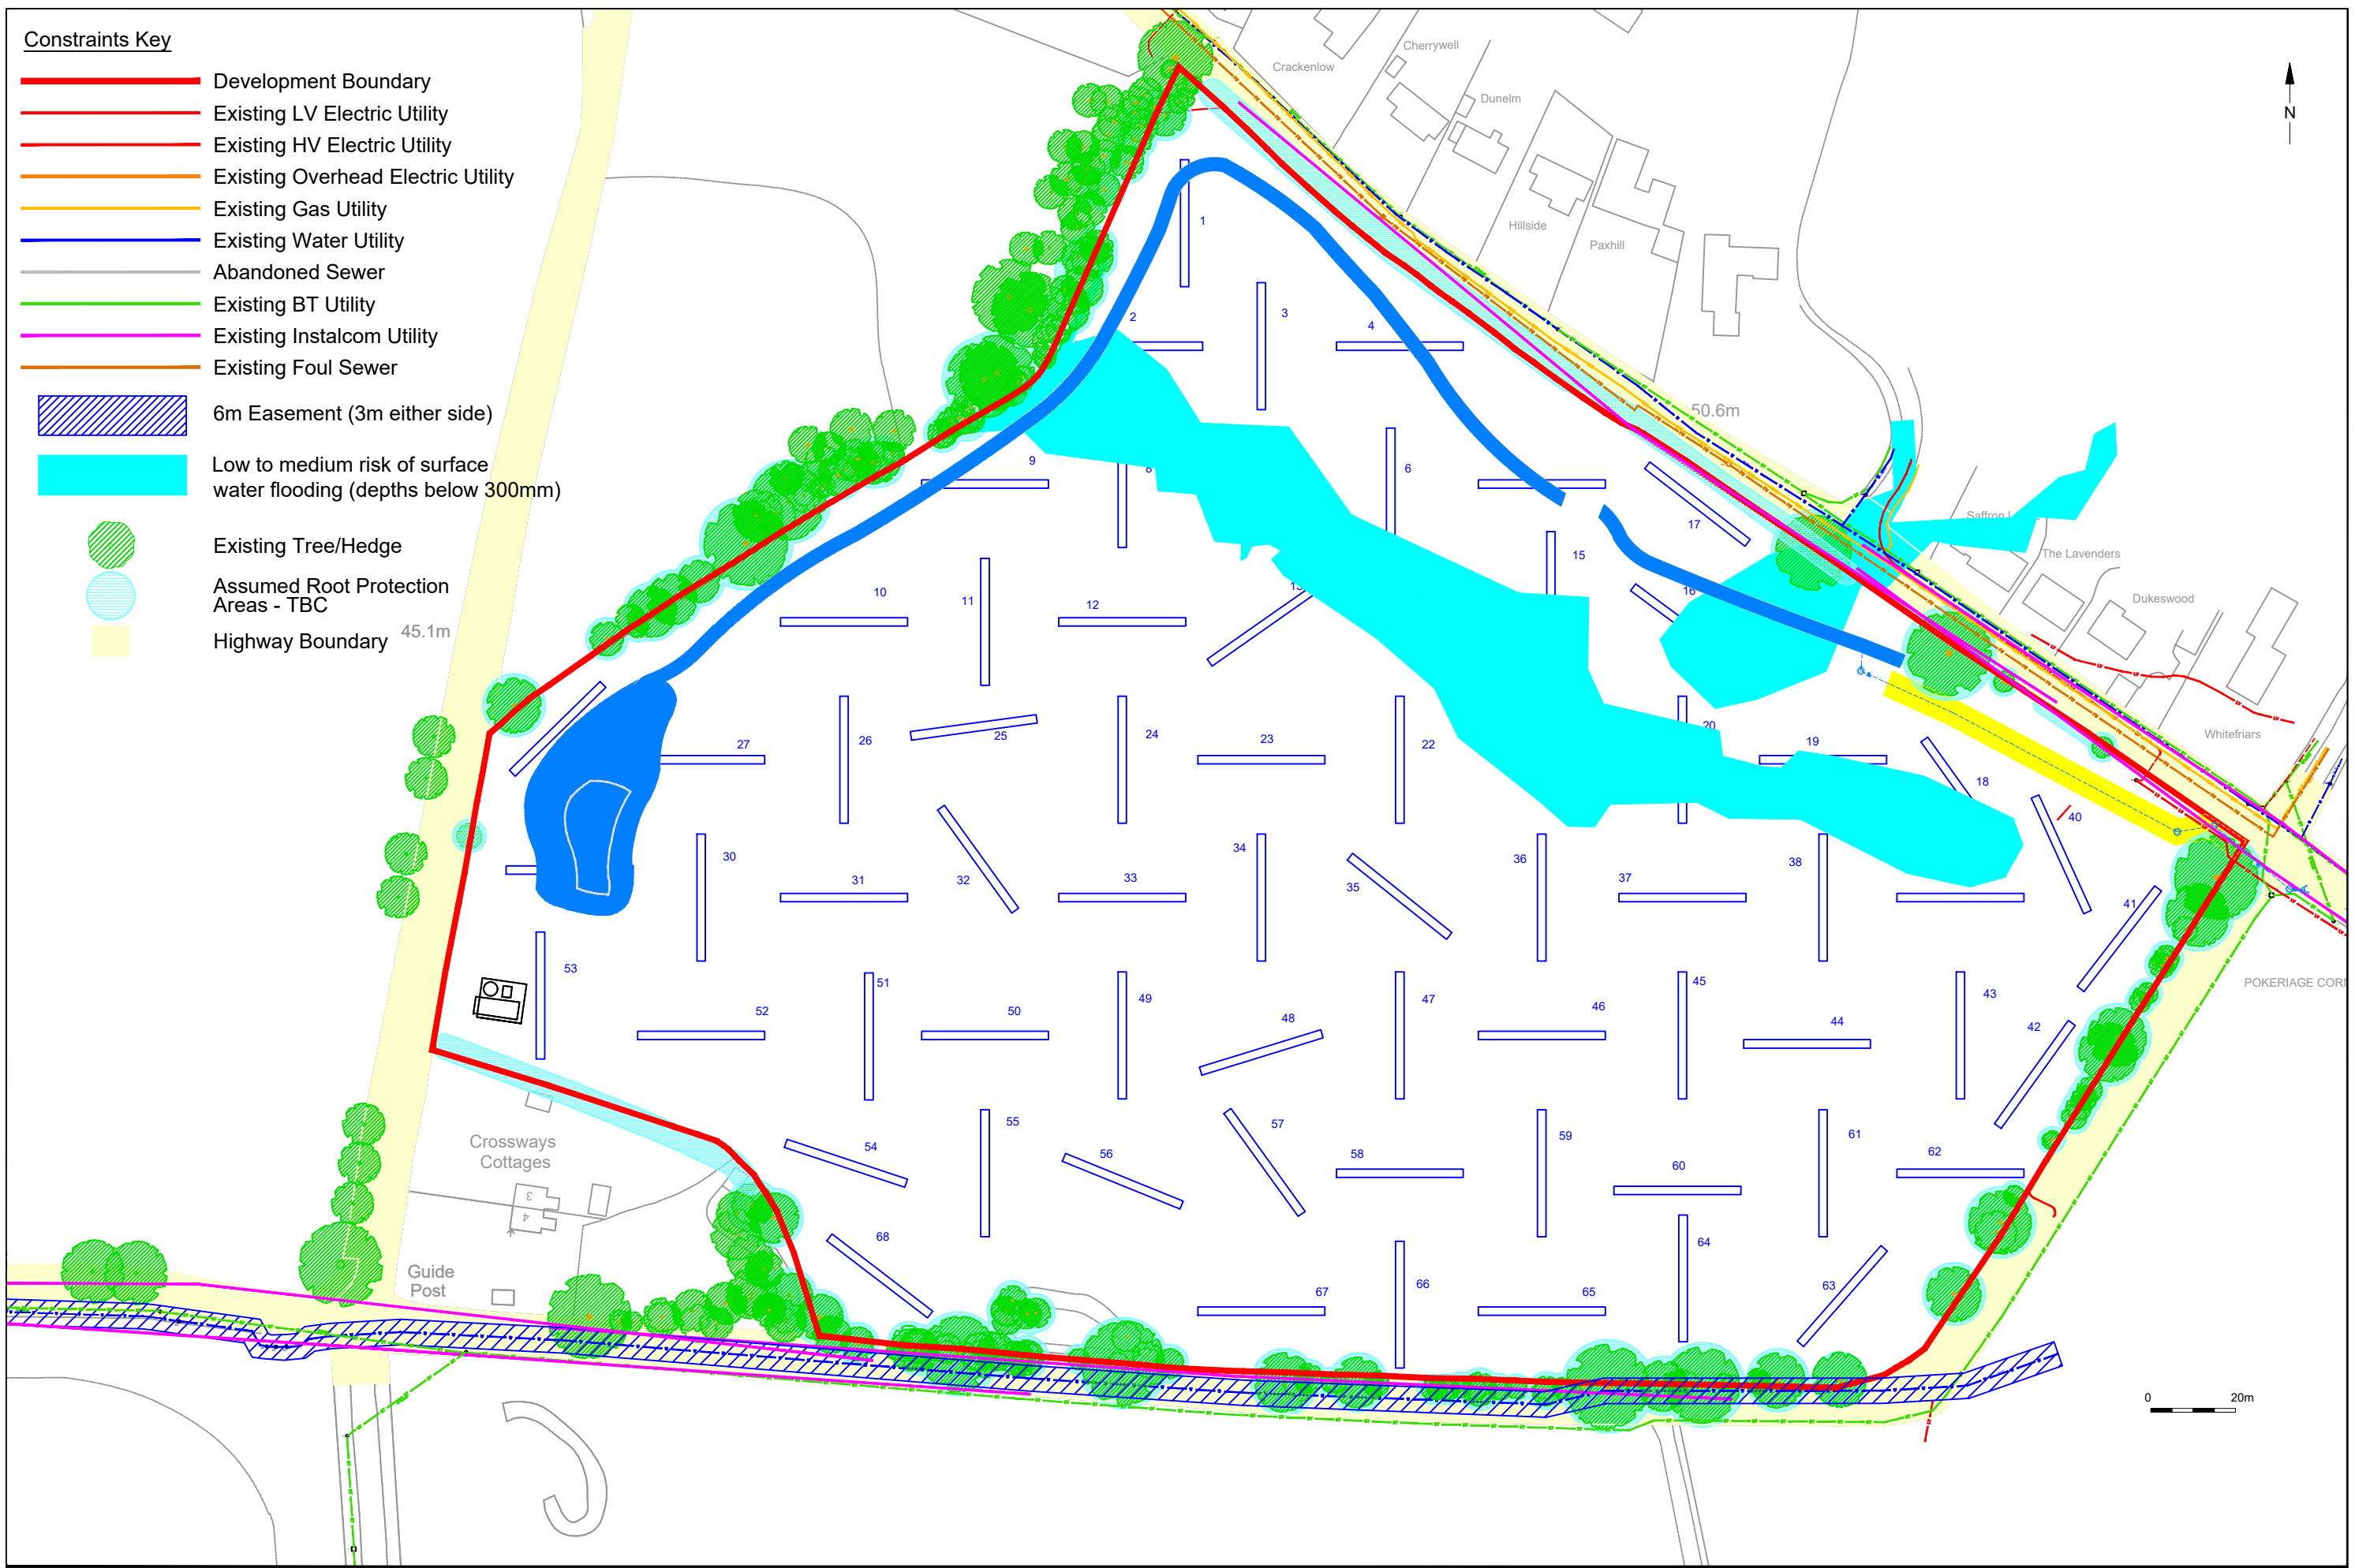 Constraints Key
Development Boundary
Existing LV Electric Utility
Existing HV Electric Utility
Existing Overhead Electric Utility
Existing Gas Utility
Existing Water Utility
Abandoned Sewer
Existing BT Utility
Existing Instalcom Utility
Existing Foul Sewer
6m Easement (3m either side)
Low to medium risk of surface
water flooding (depths below 300mm)
Existing Tree/Hedge
Assumed Root Protection
Areas - TBC
Highway Boundary
45.1m
Cherrywell
Crackenlow
Dunelm
Hillside
Paxhill
N
50.6m
Saffron
The Lavenders
Dukeswood
Whitefriars
POKERIAGE CORN
1
2
3
4
9
8
6
17
15
16
10
11
12
13
27
26
25
24
23
22
20
19
18
40
30
31
32
33
34
35
36
37
38
41
53
52
51
50
49
48
47
46
45
44
43
42
54
55
56
57
58
59
60
61
62
68
67
66
65
64
63
Crossways
Cottages
3
4
Guide
Post
0 20m